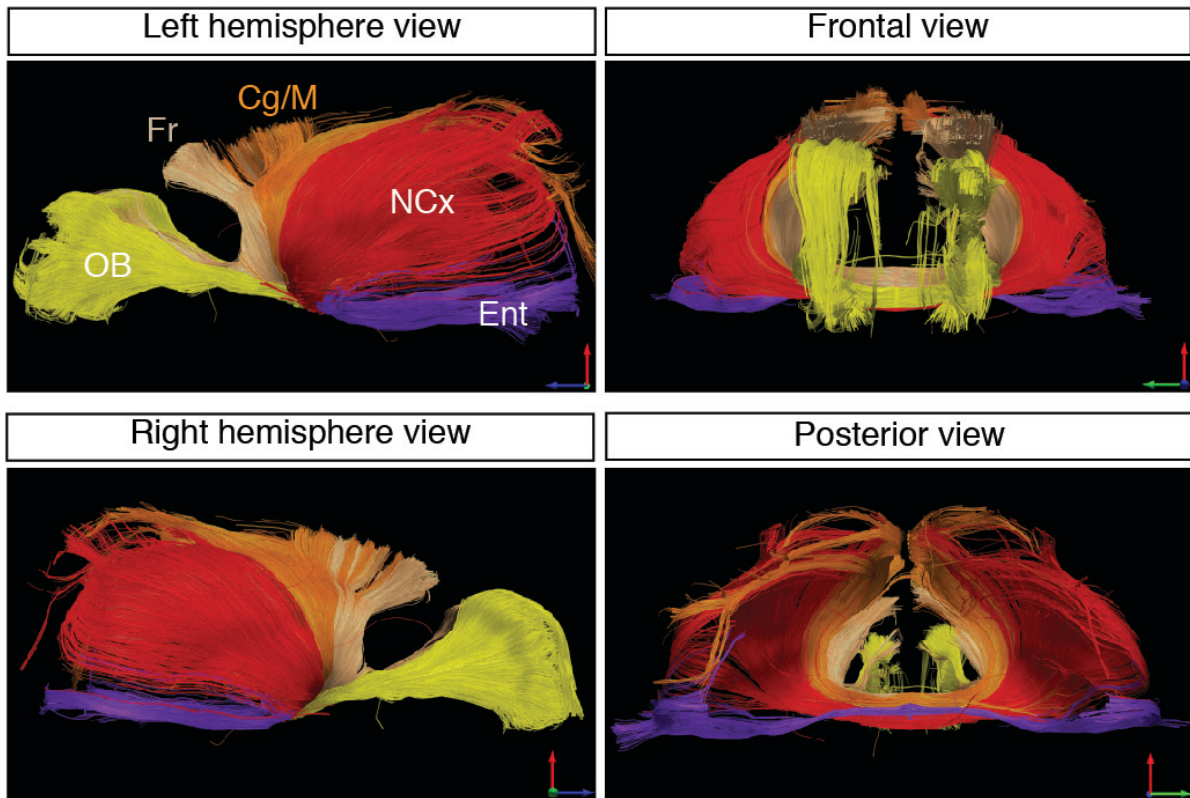 Left hemisphere view
Frontal view
Cg/M
Fr
NCx
OB
Ent
Right hemisphere view
Posterior view